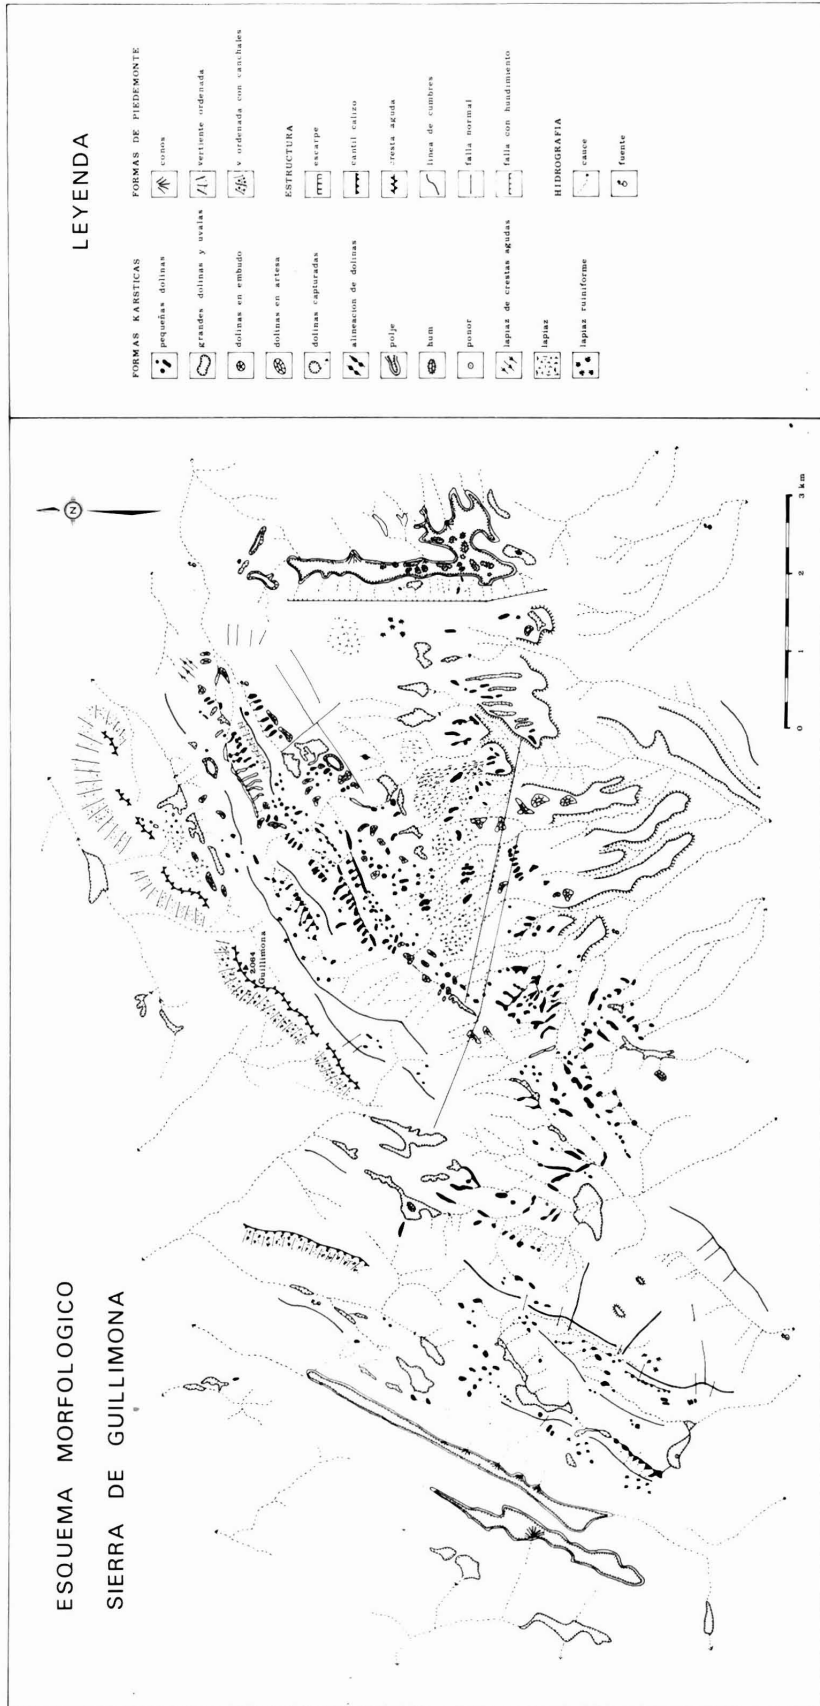 ESQUEMA MORFOLOGICO
SIERRA DE GUILLIMONA
2.064
Guillimona
N
0 1 2 3 km
LEYENDA
FORMAS KARSTICAS
pequeñas dolinas
grandes dolinas y uvalas
dolinas en embudo
dolinas en artesa
dolinas capturadas
alineacion de dolinas
polje
hum
ponor
lapiaz de crestas agudas
lapiaz
lapiaz ruiniforme
FORMAS DE PIEDEMONTE
conos
vertiente ordenada
v ordenada con canchales
ESTRUCTURA
escarpe
cantil calizo
cresta aguda
linea de cumbres
falla normal
falla con hundimiento
HIDROGRAFIA
cauce
fuente